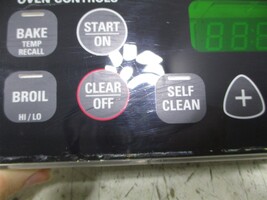 OVEN CONTROLS
BAKE
TEMP
RECALL
START
ON
BROIL
HI / LO
CLEAR
OFF
SELF
CLEAN
+